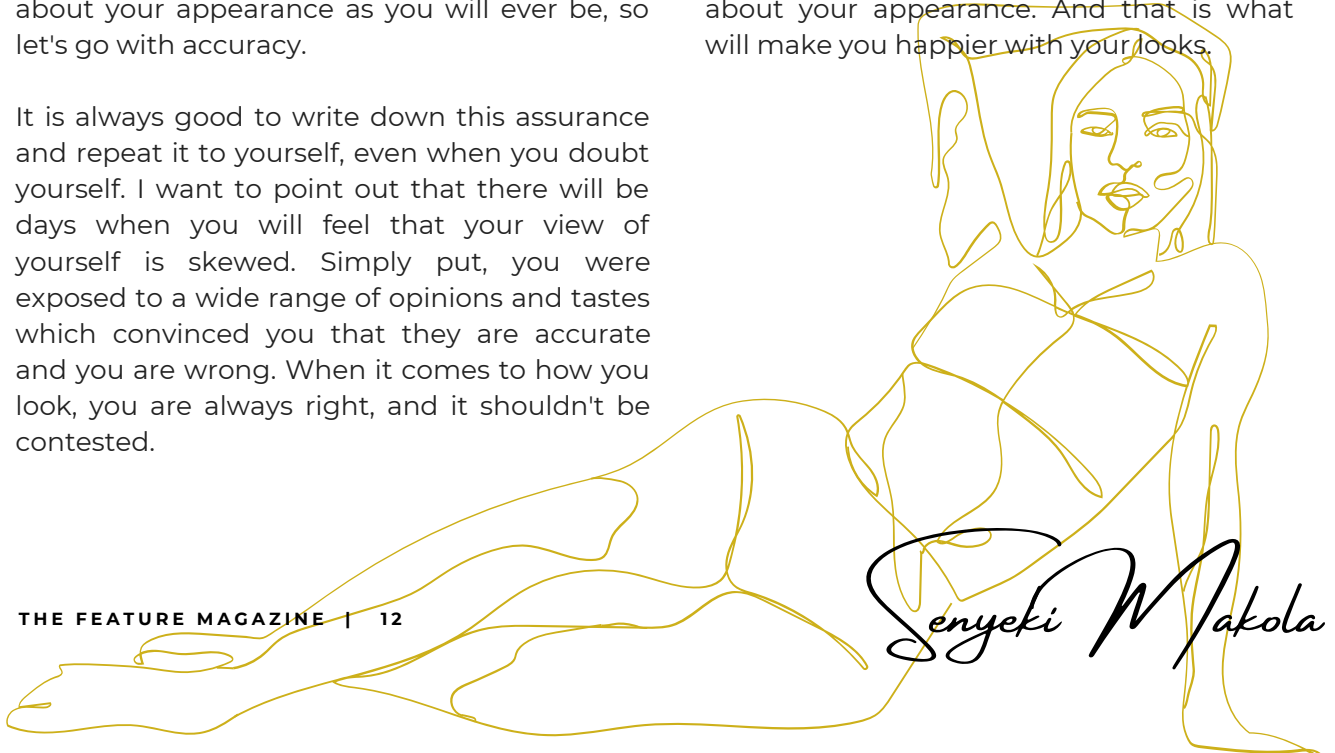 about your appearance as you will ever be, so
let's go with accuracy.
It is always good to write down this assurance
and repeat it to yourself, even when you doubt
yourself. I want to point out that there will be
days when you will feel that your view of
yourself is skewed. Simply put, you were
exposed to a wide range of opinions and tastes
which convinced you that they are accurate
and you are wrong. When it comes to how you
look, you are always right, and it shouldn't be
contested.
about your appearance. And that is what
will make you happier with your looks.
Senyeki Makola
THE FEATURE MAGAZINE | 12